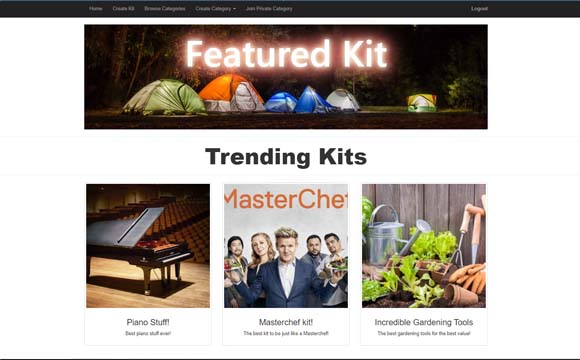 Home Create Kit Browse Categories Create Category Join Private Category Logout
Featured Kit
Trending Kits
MasterChef
Piano Stuff! Masterchef kit! Incredible Gardening Tools
Best piano stuff ever! The best kit to be just like a Masterchef! The best gardening tools for the best value!